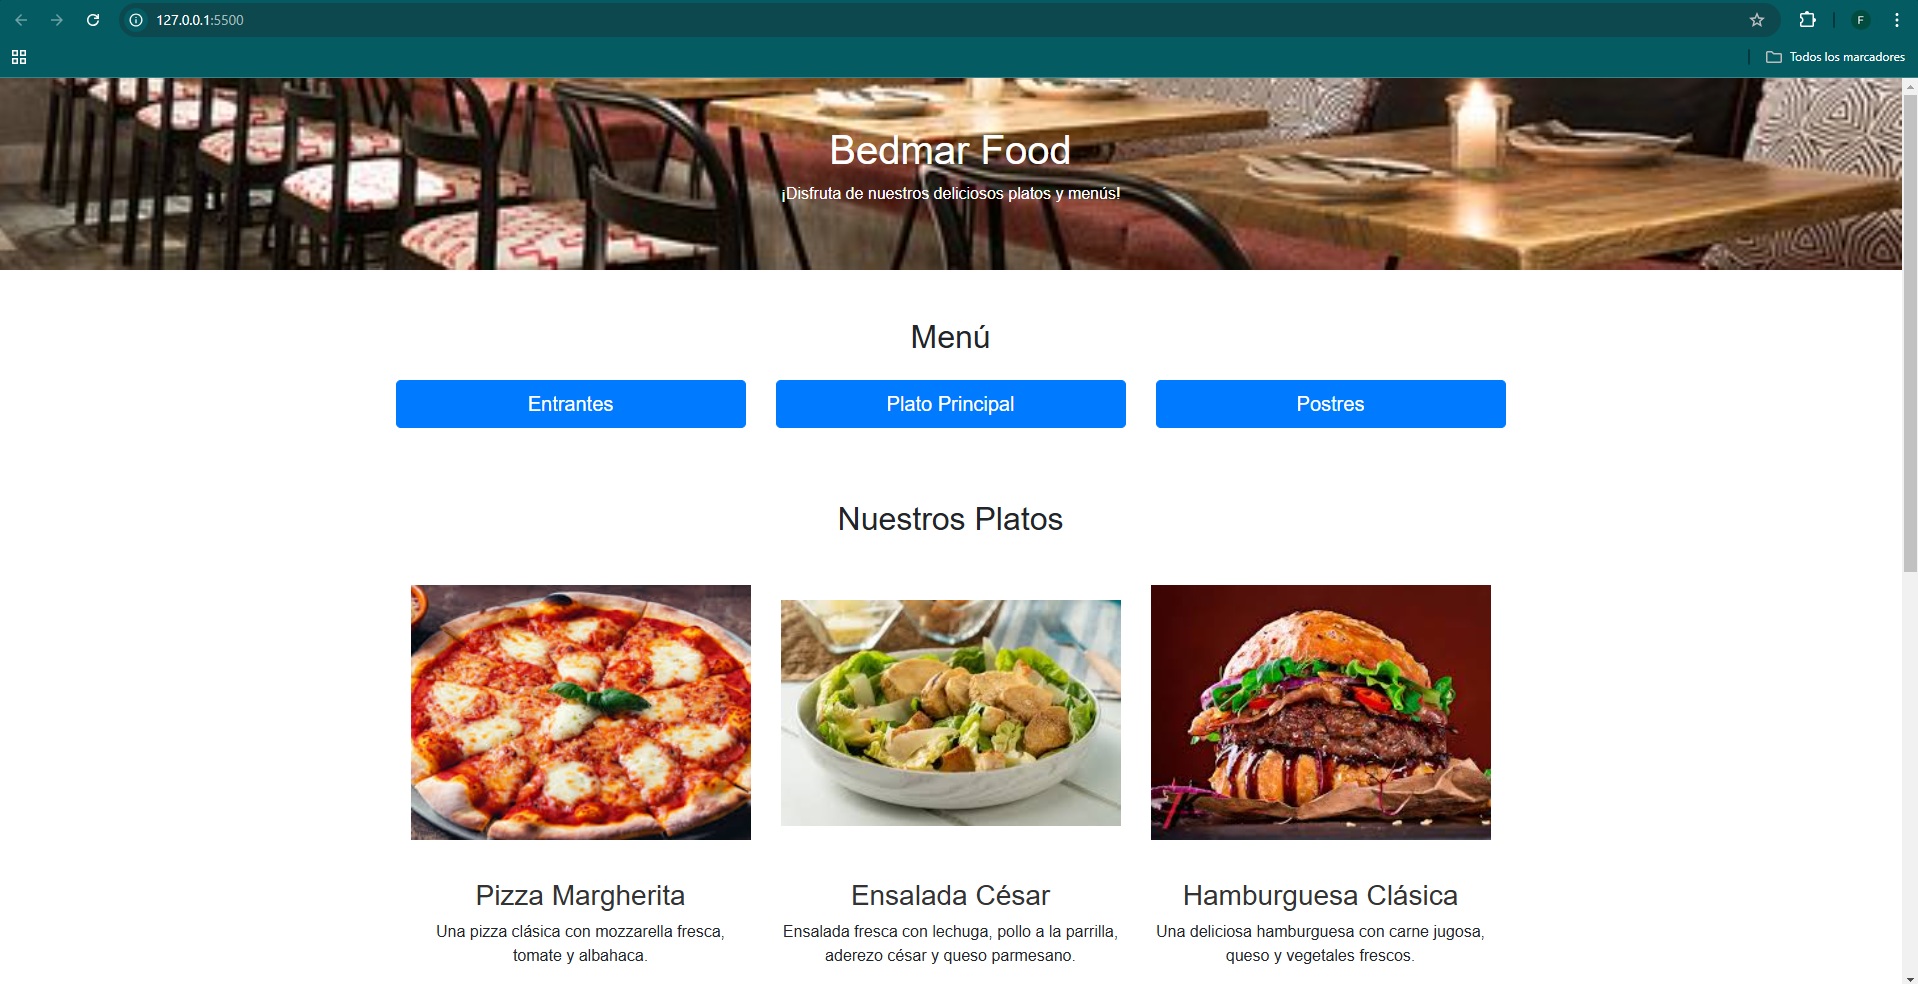 127.0.0.1:5500
F
Todos los marcadores
Bedmar Food
¡Disfruta de nuestros deliciosos platos y menús!
Menú
Entrantes
Plato Principal
Postres
Nuestros Platos
Pizza Margherita
Una pizza clásica con mozzarella fresca,
tomate y albahaca.
Ensalada César
Ensalada fresca con lechuga, pollo a la parrilla,
aderezo césar y queso parmesano.
Hamburguesa Clásica
Una deliciosa hamburguesa con carne jugosa,
queso y vegetales frescos.